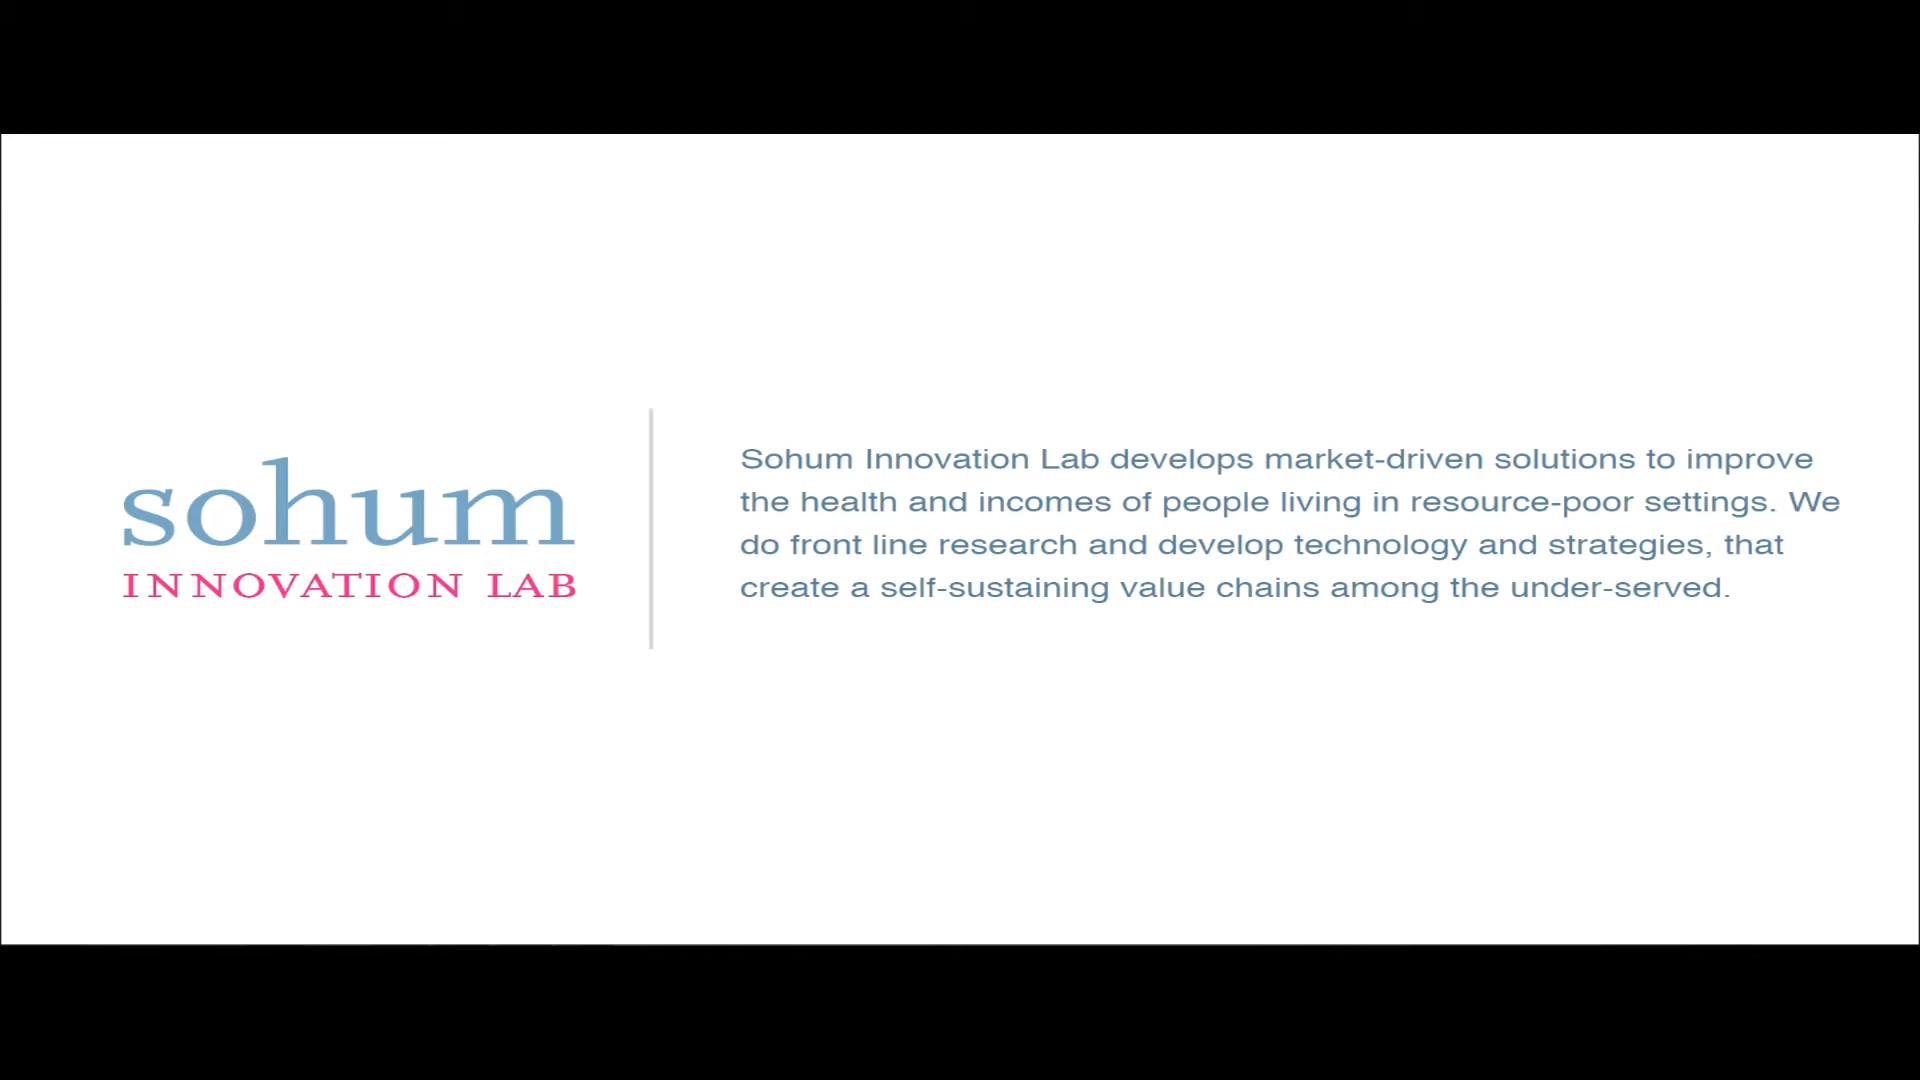 sohum
INNOVATION LAB
Sohum Innovation Lab develops market-driven solutions to improve
the health and incomes of people living in resource-poor settings. We
do front line research and develop technology and strategies, that
create a self-sustaining value chains among the under-served.